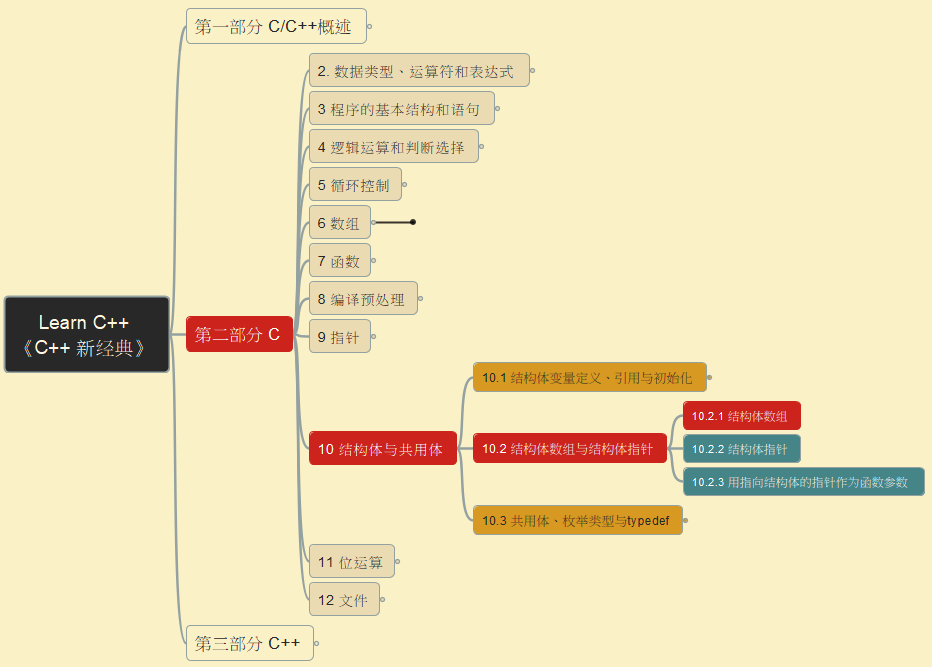 第一部分 C/C++概述
2. 数据类型、运算符和表达式
3 程序的基本结构和语句
4 逻辑运算和判断选择
5 循环控制
6 数组
7 函数
8 编译预处理
Learn C++
《C++ 新经典》
第二部分 C
9 指针
10.1 结构体变量定义、引用与初始化
10 结构体与共用体
10.2 结构体数组与结构体指针
10.2.1 结构体数组
10.2.2 结构体指针
10.2.3 用指向结构体的指针作为函数参数
10.3 共用体、枚举类型与typedef
11 位运算
12 文件
第三部分 C++